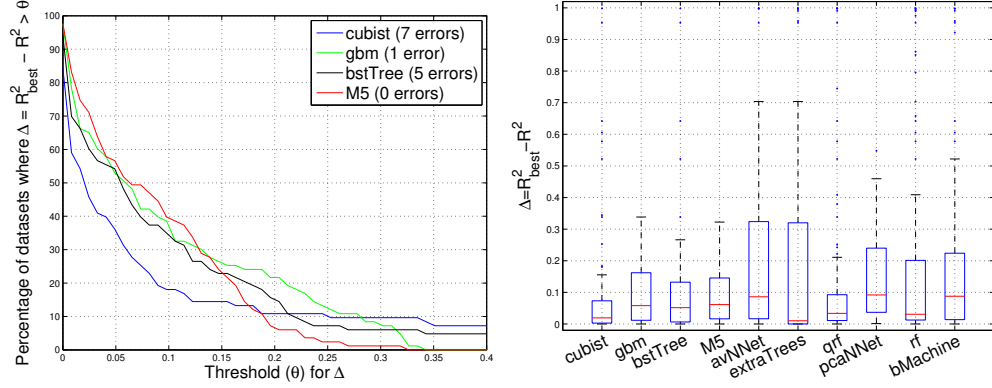 Percentage of datasets where Δ = R²best − R² > θ
100
90
80
70
60
50
40
30
20
10
0
0
0.05
0.1
0.15
0.2
0.25
0.3
0.35
0.4
Threshold (θ) for Δ
cubist (7 errors)
gbm (1 error)
bstTree (5 errors)
M5 (0 errors)
Δ=R²best−R²
1
0.9
0.8
0.7
0.6
0.5
0.4
0.3
0.2
0.1
0
cubist
gbm
bstTree
M5
avNNet
extraTrees
qrf
pcaNNet
rf
bMachine